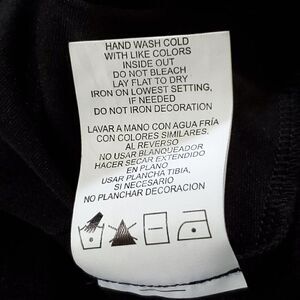 HAND WASH COLD
WITH LIKE COLORS
INSIDE OUT
DO NOT BLEACH
LAY FLAT TO DRY
IRON ON LOWEST SETTING,
IF NEEDED
DO NOT IRON DECORATION
LAVAR A MANO CON AGUA FRÍA
CON COLORES SIMILARES,
AL REVERSO
NO USAR BLANQUEADOR
HACER SECAR EXTENDIDO
EN PLANO
USAR PLANCHA TIBIA,
SI NECESARIO
NO PLANCHAR DECORACION